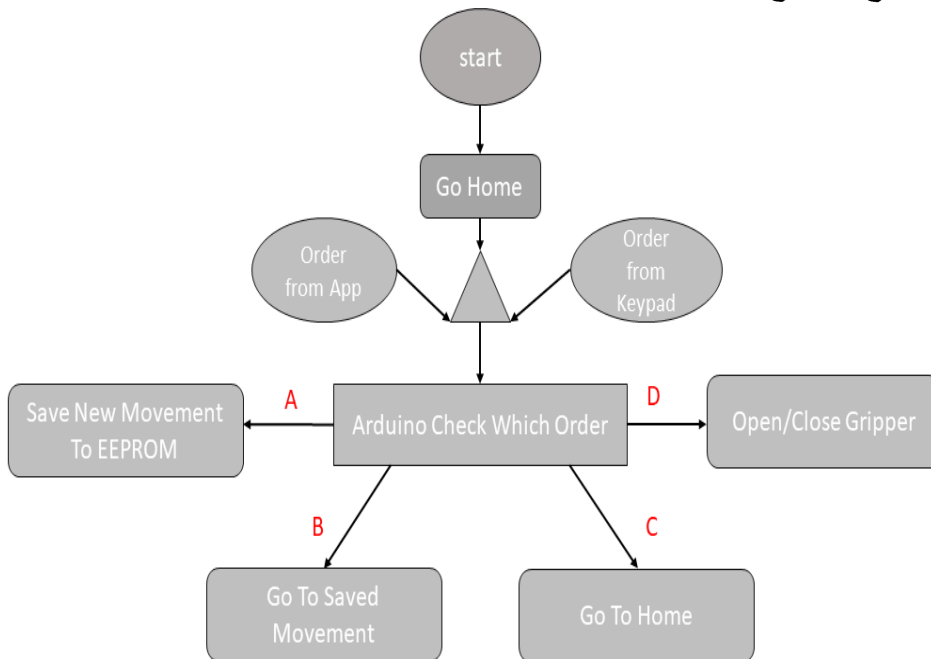 start
Go Home
Order
from App
Order
from
Keypad
Save New Movement
To EEPROM
A
Arduino Check Which Order
D
Open/Close Gripper
B
C
Go To Saved
Movement
Go To Home